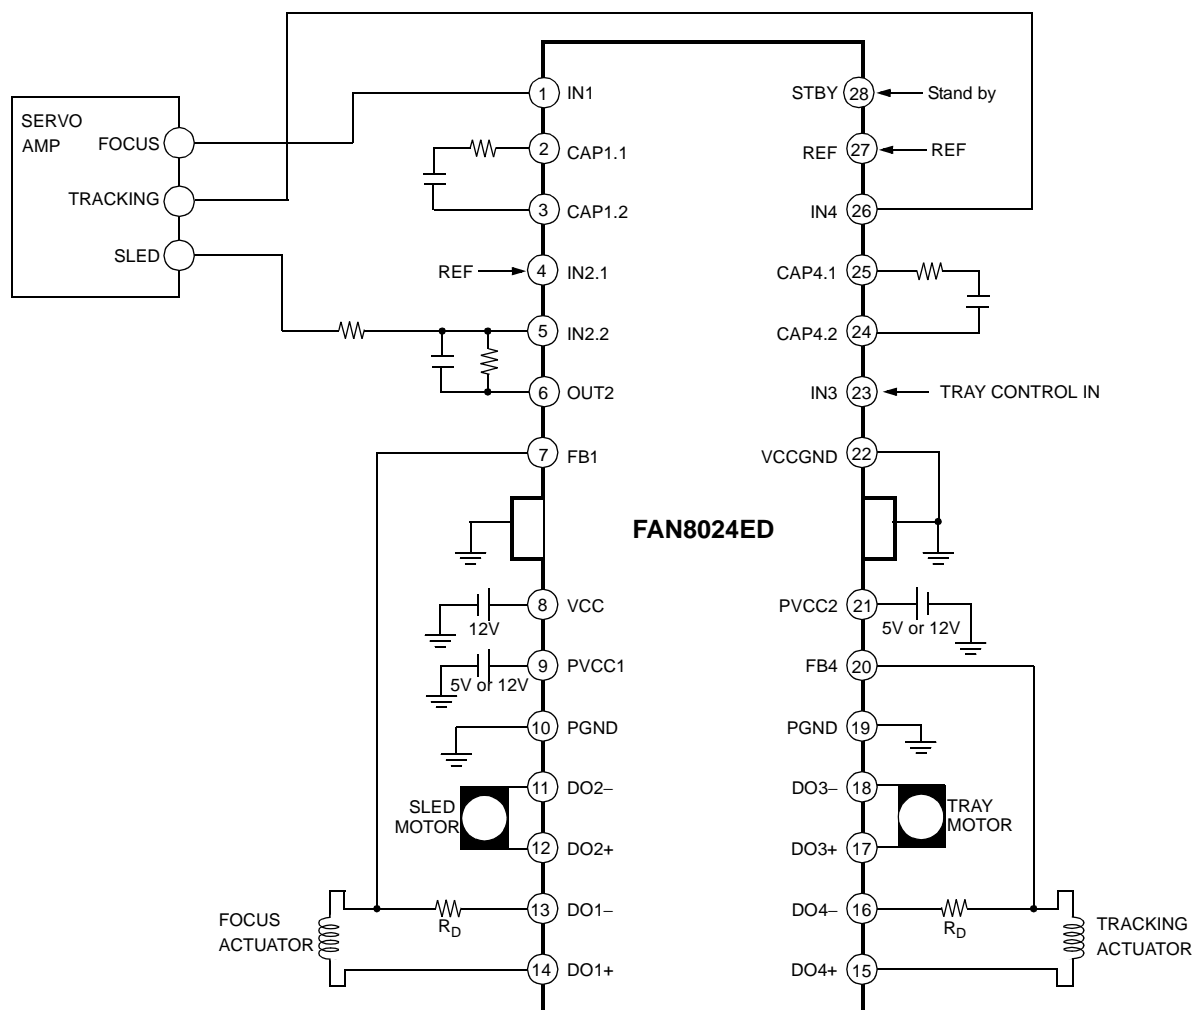 SERVO
AMP
FOCUS
TRACKING
SLED
1 IN1
2 CAP1.1
3 CAP1.2
REF 4 IN2.1
5 IN2.2
6 OUT2
7 FB1
8 VCC
12V
9 PVCC1
5V or 12V
10 PGND
11 DO2–
SLED
MOTOR
12 DO2+
13 DO1–
RD
FOCUS
ACTUATOR
14 DO1+
FAN8024ED
STBY 28 Stand by
REF 27 REF
IN4 26
CAP4.1 25
CAP4.2 24
IN3 23 TRAY CONTROL IN
VCCGND 22
PVCC2 21
5V or 12V
FB4 20
PGND 19
DO3– 18
TRAY
MOTOR
DO3+ 17
DO4– 16
RD
TRACKING
ACTUATOR
DO4+ 15